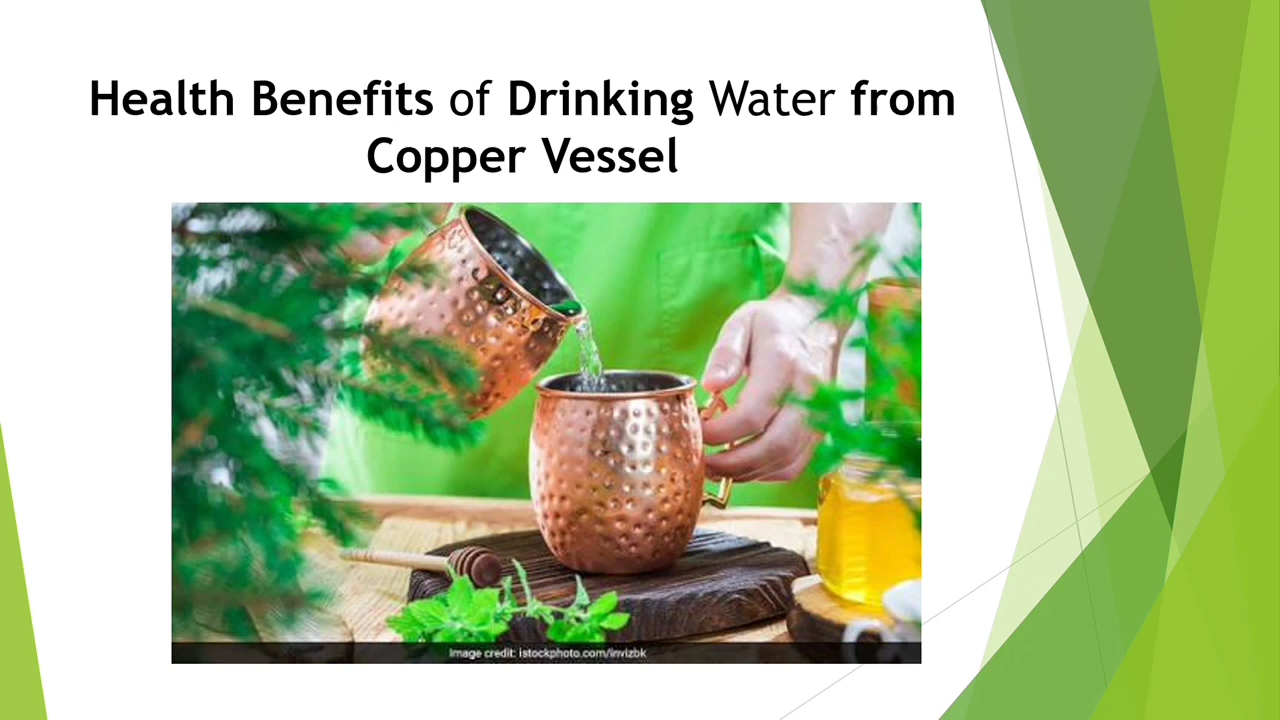 Health Benefits of Drinking Water from
Copper Vessel
Image credit: istockphoto.com/invizbk